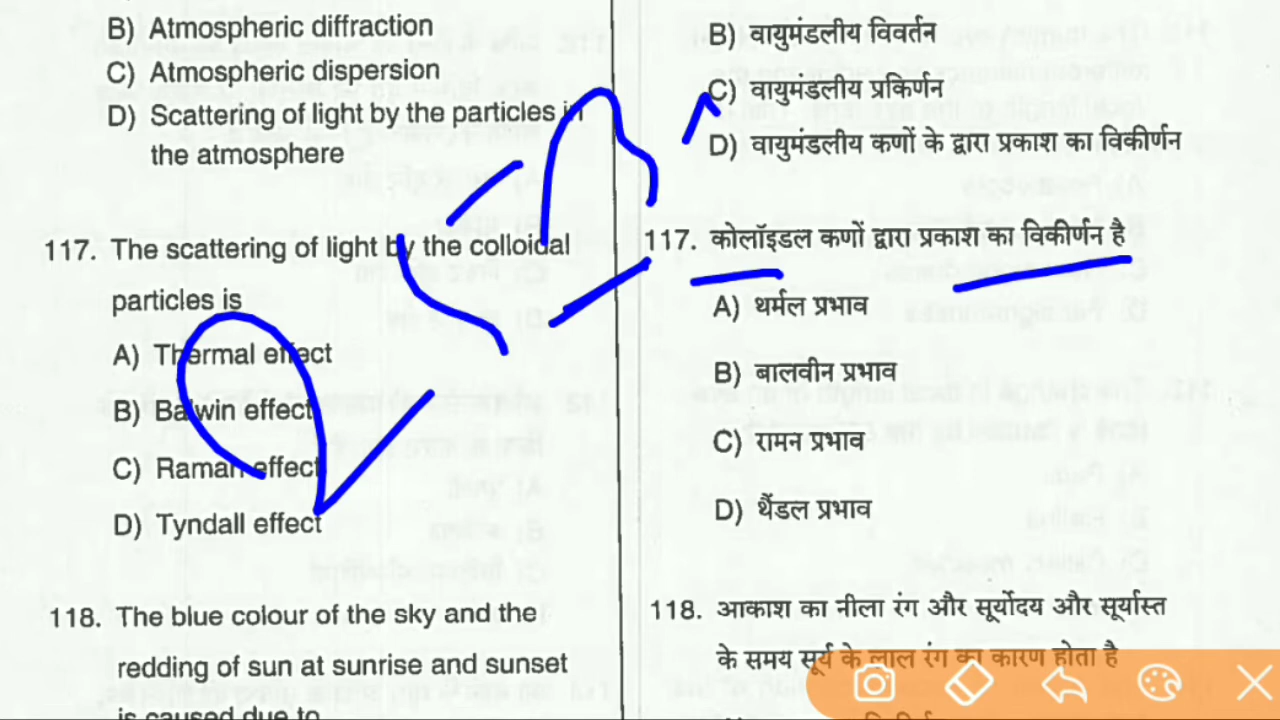 B) Atmospheric diffraction
C) Atmospheric dispersion
D) Scattering of light by the particles in
the atmosphere
117. The scattering of light by the colloidal
particles is
A) Thermal effect
B) Balwin effect
C) Raman effect
D) Tyndall effect
118. The blue colour of the sky and the
redding of sun at sunrise and sunset
is caused due to
B) वायुमंडलीय विवर्तन
C) वायुमंडलीय प्रकिर्णन
D) वायुमंडलीय कणों के द्वारा प्रकाश का विकीर्णन
117. कोलॉइडल कणों द्वारा प्रकाश का विकीर्णन है
A) थर्मल प्रभाव
B) बालवीन प्रभाव
C) रामन प्रभाव
D) थैंडल प्रभाव
118. आकाश का नीला रंग और सूर्योदय और सूर्यास्त
के समय सूर्य के लाल रंग का कारण होता है